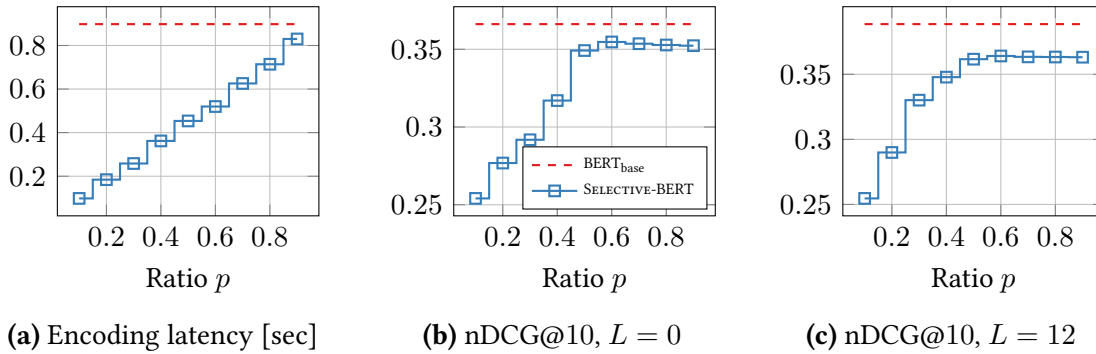 0.8
0.6
0.4
0.2
0.2 0.4 0.6 0.8
Ratio p
(a) Encoding latency [sec]
0.35
0.3
0.25
BERTbase
Selective-BERT
0.2 0.4 0.6 0.8
Ratio p
(b) nDCG@10, L = 0
0.35
0.3
0.25
0.2 0.4 0.6 0.8
Ratio p
(c) nDCG@10, L = 12